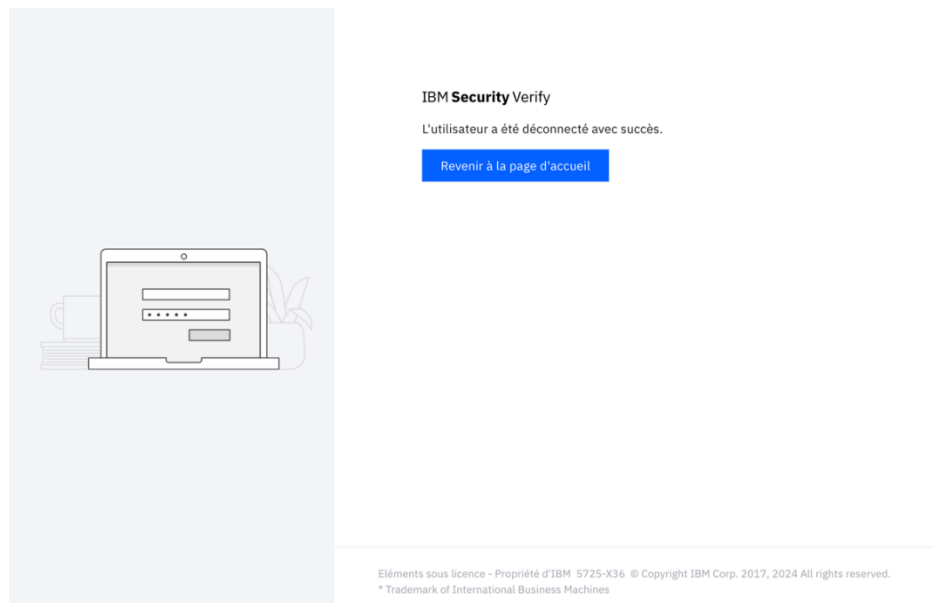 IBM Security Verify
L'utilisateur a été déconnecté avec succès.
Revenir à la page d'accueil
Eléments sous licence - Propriété d'IBM 5725-X36 © Copyright IBM Corp. 2017, 2024 All rights reserved.
* Trademark of International Business Machines